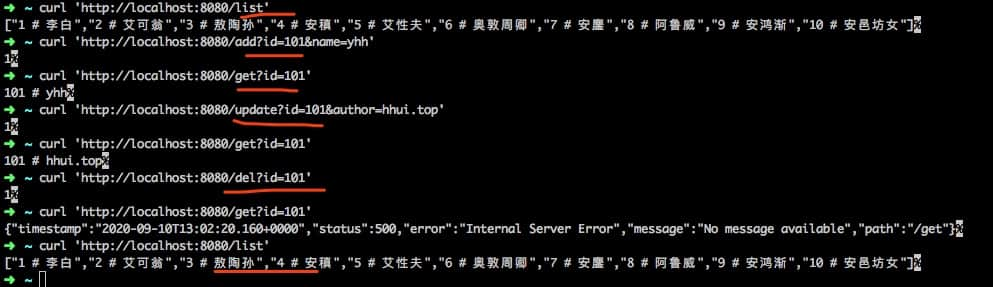 ➜ ~ curl 'http://localhost:8080/list'
["1 # 李白","2 # 艾可翁","3 # 敖陶孙","4 # 安稹","5 # 艾性夫","6 # 奥敦周卿","7 # 安鏖","8 # 阿鲁威","9 # 安鸿渐","10 # 安邑坊女"]%
➜ ~ curl 'http://localhost:8080/add?id=101&name=yhh'
1%
➜ ~ curl 'http://localhost:8080/get?id=101'
101 # yhh%
➜ ~ curl 'http://localhost:8080/update?id=101&author=hhui.top'
1%
➜ ~ curl 'http://localhost:8080/get?id=101'
101 # hhui.top%
➜ ~ curl 'http://localhost:8080/del?id=101'
1%
➜ ~ curl 'http://localhost:8080/get?id=101'
{"timestamp":"2020-09-10T13:02:20.160+0000","status":500,"error":"Internal Server Error","message":"No message available","path":"/get"}%
➜ ~ curl 'http://localhost:8080/list'
["1 # 李白","2 # 艾可翁","3 # 敖陶孙","4 # 安稹","5 # 艾性夫","6 # 奥敦周卿","7 # 安鏖","8 # 阿鲁威","9 # 安鸿渐","10 # 安邑坊女"]%
➜ ~